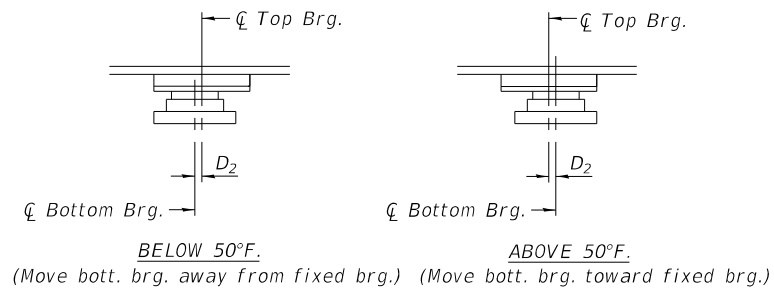 ℄ Top Brg.
D2
℄ Bottom Brg.
BELOW 50°F.
(Move bott. brg. away from fixed brg.)
℄ Top Brg.
D2
℄ Bottom Brg.
ABOVE 50°F.
(Move bott. brg. toward fixed brg.)